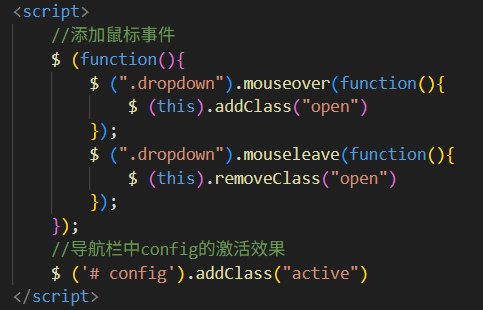 <script>
//添加鼠标事件
$ (function(){
$ (".dropdown").mouseover(function(){
$ (this).addClass("open")
});
$ (".dropdown").mouseleave(function(){
$ (this).removeClass("open")
});
});
//导航栏中config的激活效果
$ ('# config').addClass("active")
</script>